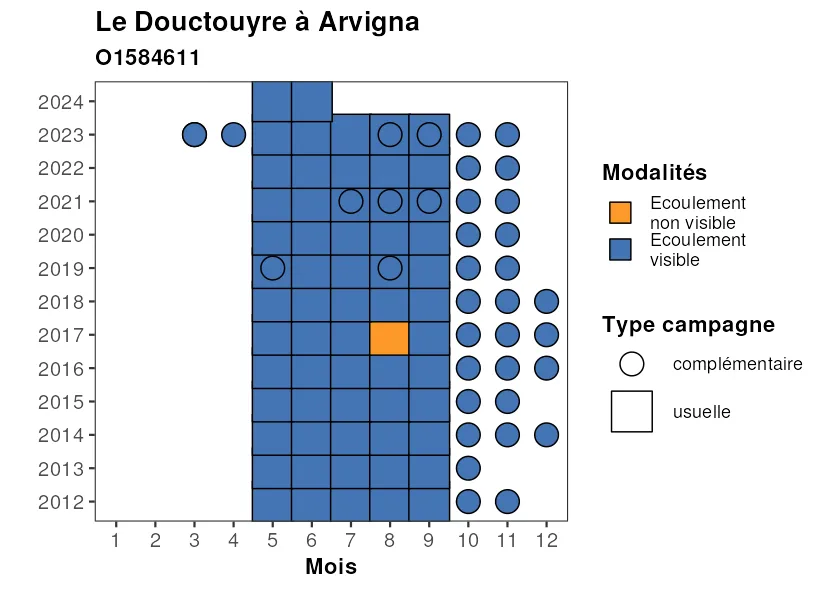 Le Douctouyre à Arvigna
O1584611
2024
2023
2022
2021
2020
2019
2018
2017
2016
2015
2014
2013
2012
1 2 3 4 5 6 7 8 9 10 11 12
Mois
Modalités
Ecoulement
non visible
Ecoulement
visible
Type campagne
complémentaire
usuelle